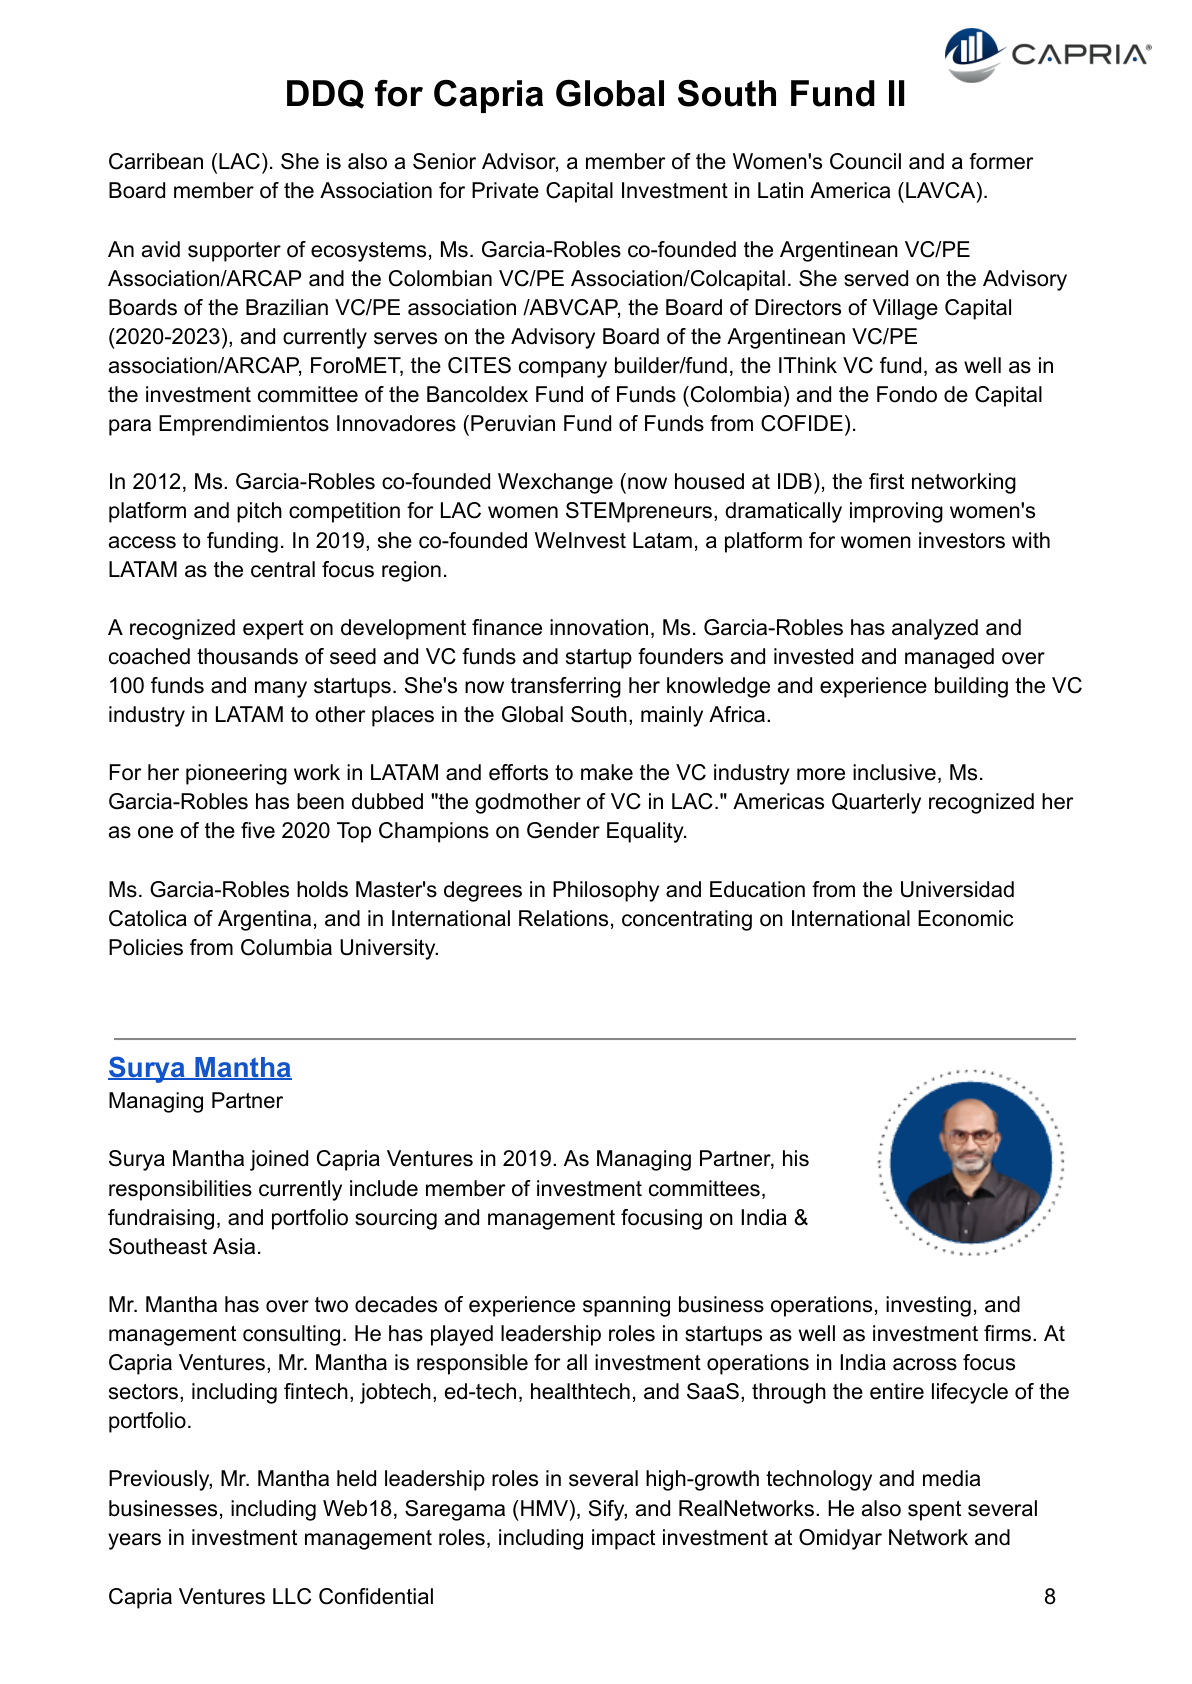 CAPRIA®
DDQ for Capria Global South Fund II
Carribean (LAC). She is also a Senior Advisor, a member of the Women's Council and a former
Board member of the Association for Private Capital Investment in Latin America (LAVCA).
An avid supporter of ecosystems, Ms. Garcia-Robles co-founded the Argentinean VC/PE
Association/ARCAP and the Colombian VC/PE Association/Colcapital. She served on the Advisory
Boards of the Brazilian VC/PE association /ABVCAP, the Board of Directors of Village Capital
(2020-2023), and currently serves on the Advisory Board of the Argentinean VC/PE
association/ARCAP, ForoMET, the CITES company builder/fund, the IThink VC fund, as well as in
the investment committee of the Bancoldex Fund of Funds (Colombia) and the Fondo de Capital
para Emprendimientos Innovadores (Peruvian Fund of Funds from COFIDE).
In 2012, Ms. Garcia-Robles co-founded Wexchange (now housed at IDB), the first networking
platform and pitch competition for LAC women STEMpreneurs, dramatically improving women's
access to funding. In 2019, she co-founded WeInvest Latam, a platform for women investors with
LATAM as the central focus region.
A recognized expert on development finance innovation, Ms. Garcia-Robles has analyzed and
coached thousands of seed and VC funds and startup founders and invested and managed over
100 funds and many startups. She's now transferring her knowledge and experience building the VC
industry in LATAM to other places in the Global South, mainly Africa.
For her pioneering work in LATAM and efforts to make the VC industry more inclusive, Ms.
Garcia-Robles has been dubbed "the godmother of VC in LAC." Americas Quarterly recognized her
as one of the five 2020 Top Champions on Gender Equality.
Ms. Garcia-Robles holds Master's degrees in Philosophy and Education from the Universidad
Catolica of Argentina, and in International Relations, concentrating on International Economic
Policies from Columbia University.
Surya Mantha
Managing Partner
Surya Mantha joined Capria Ventures in 2019. As Managing Partner, his
responsibilities currently include member of investment committees,
fundraising, and portfolio sourcing and management focusing on India &
Southeast Asia.
Mr. Mantha has over two decades of experience spanning business operations, investing, and
management consulting. He has played leadership roles in startups as well as investment firms. At
Capria Ventures, Mr. Mantha is responsible for all investment operations in India across focus
sectors, including fintech, jobtech, ed-tech, healthtech, and SaaS, through the entire lifecycle of the
portfolio.
Previously, Mr. Mantha held leadership roles in several high-growth technology and media
businesses, including Web18, Saregama (HMV), Sify, and RealNetworks. He also spent several
years in investment management roles, including impact investment at Omidyar Network and
Capria Ventures LLC Confidential 8